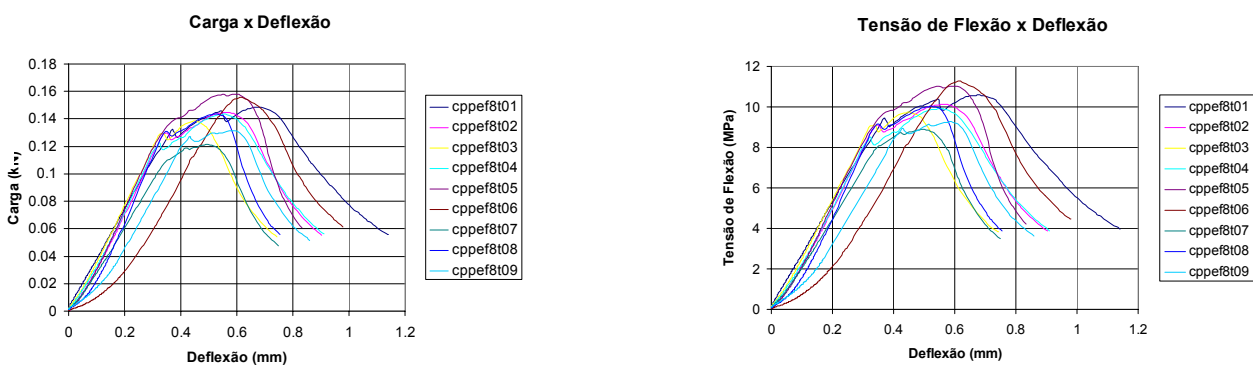 Carga x Deflexão
Carga (kN)
0.18
0.16
0.14
0.12
0.1
0.08
0.06
0.04
0.02
0
0 0.2 0.4 0.6 0.8 1 1.2
Deflexão (mm)
cppef8t01
cppef8t02
cppef8t03
cppef8t04
cppef8t05
cppef8t06
cppef8t07
cppef8t08
cppef8t09
Tensão de Flexão x Deflexão
Tensão de Flexão (MPa)
12
10
8
6
4
2
0
0 0.2 0.4 0.6 0.8 1 1.2
Deflexão (mm)
cppef8t01
cppef8t02
cppef8t03
cppef8t04
cppef8t05
cppef8t06
cppef8t07
cppef8t08
cppef8t09